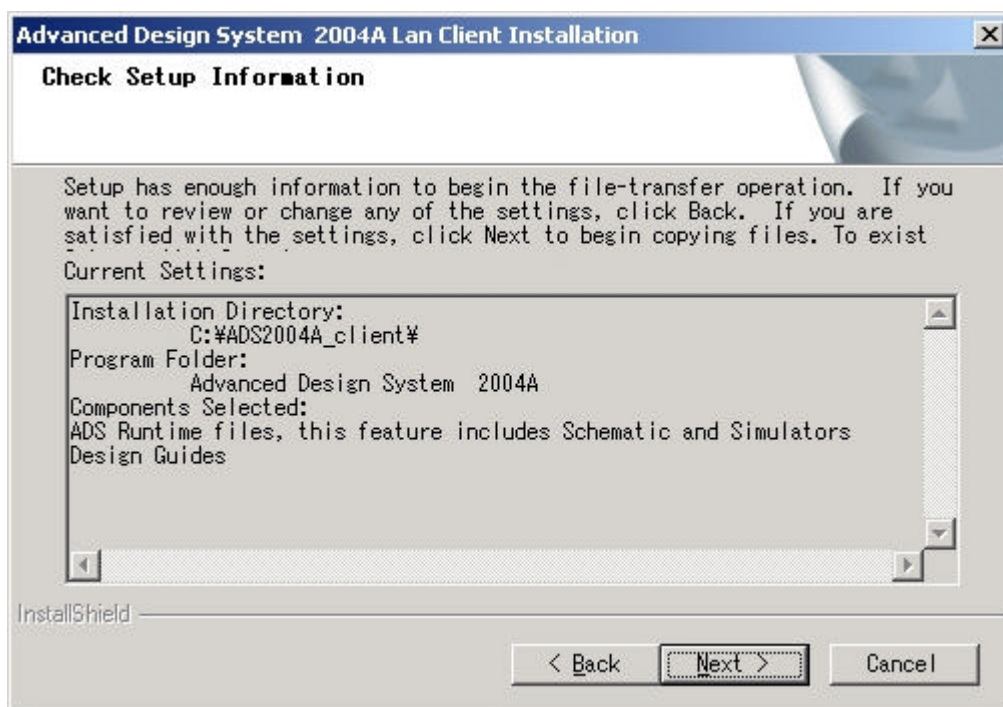 Advanced Design System  2004A Lan Client Installation
Check Setup Information
Setup has enough information to begin the file-transfer operation.  If you
want to review or change any of the settings, click Back.  If you are
satisfied with the settings, click Next to begin copying files. To exist
Current Settings:
Installation Directory:
C:¥ADS2004A_client¥
Program Folder:
Advanced Design System  2004A
Components Selected:
ADS Runtime files, this feature includes Schematic and Simulators
Design Guides
InstallShield
< Back
Next >
Cancel